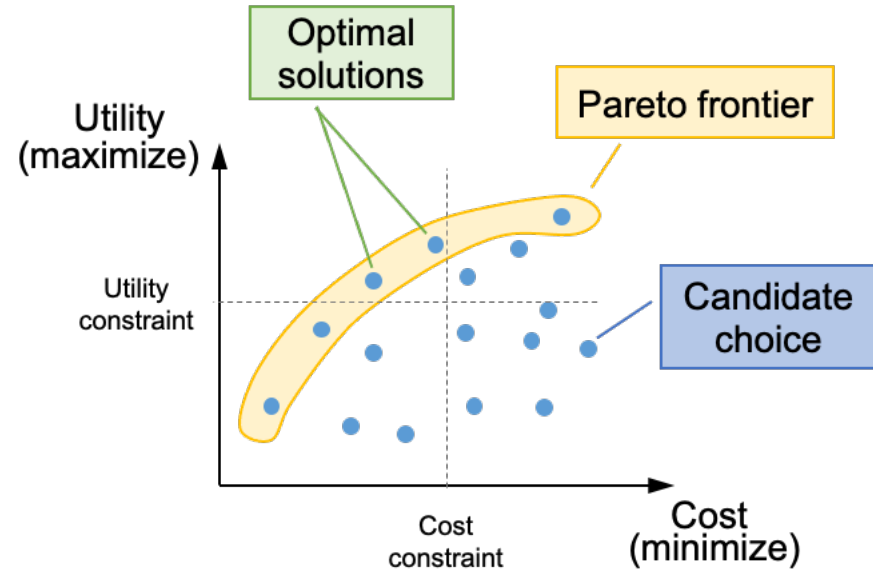 Optimal
solutions
Pareto frontier
Utility
(maximize)
Utility
constraint
Candidate
choice
Cost
constraint
Cost
(minimize)